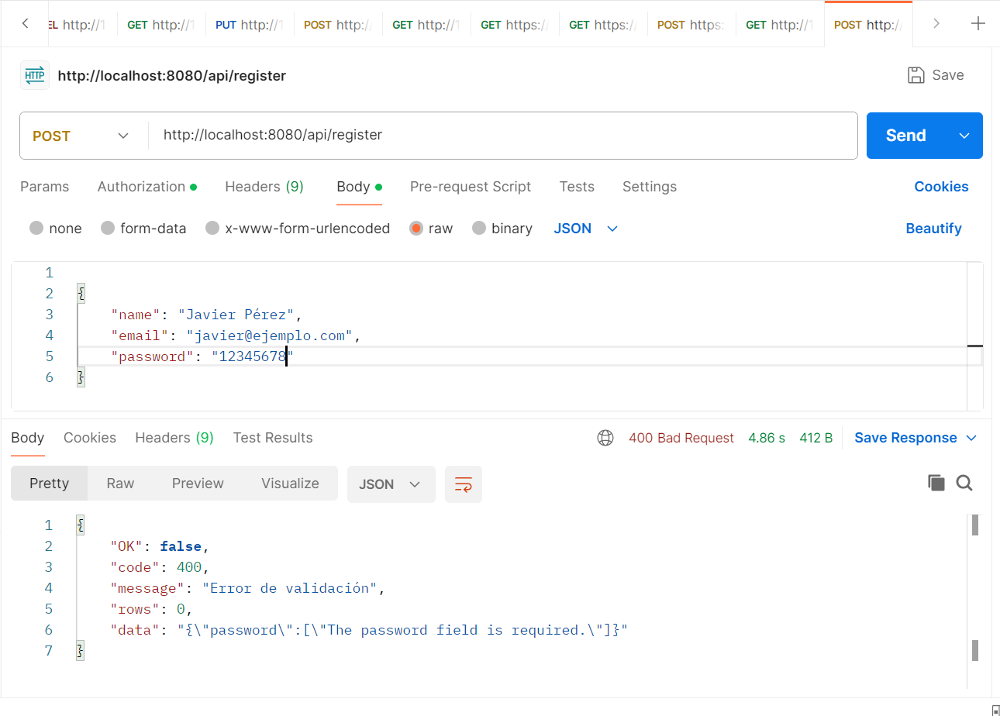 EL http://1 GET http://1 PUT http://1 POST http:/ GET http://1 GET https:/ GET https:/ POST https: GET http://1 POST http:/
HTTP http://localhost:8080/api/register Save
POST http://localhost:8080/api/register Send
Params Authorization Headers (9) Body Pre-request Script Tests Settings Cookies
none form-data x-www-form-urlencoded raw binary JSON Beautify
1
2 {
3 "name": "Javier Pérez",
4 "email": "javier@ejemplo.com",
5 "password": "12345678"
6 }
Body Cookies Headers (9) Test Results 400 Bad Request 4.86 s 412 B Save Response
Pretty Raw Preview Visualize JSON
1 {
2 "OK": false,
3 "code": 400,
4 "message": "Error de validación",
5 "rows": 0,
6 "data": "{\"password\":[\"The password field is required.\"]}"
7 }